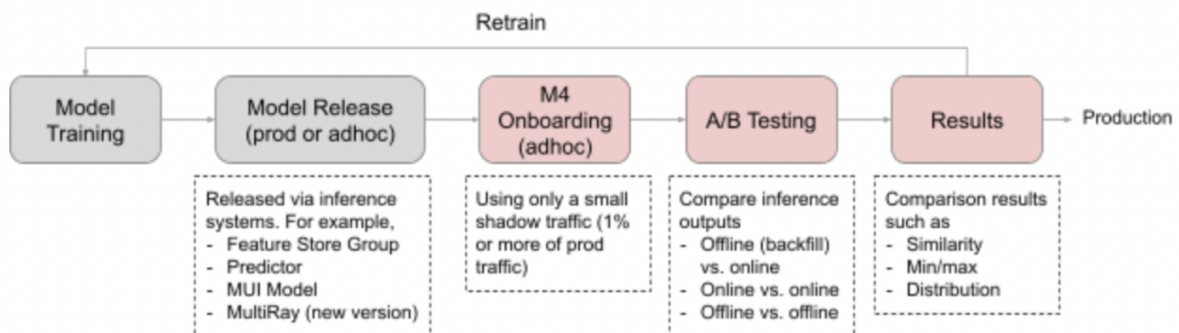 Retrain
Model
Training
Model Release
(prod or adhoc)
M4
Onboarding
(adhoc)
A/B Testing
Results
Production
Released via inference
systems. For example,
- Feature Store Group
- Predictor
- MUI Model
- MultiRay (new version)
Using only a small
shadow traffic (1%
or more of prod
traffic)
Compare inference
outputs
- Offline (backfill)
vs. online
- Online vs. online
- Offline vs. offline
Comparison results
such as
- Similarity
- Min/max
- Distribution